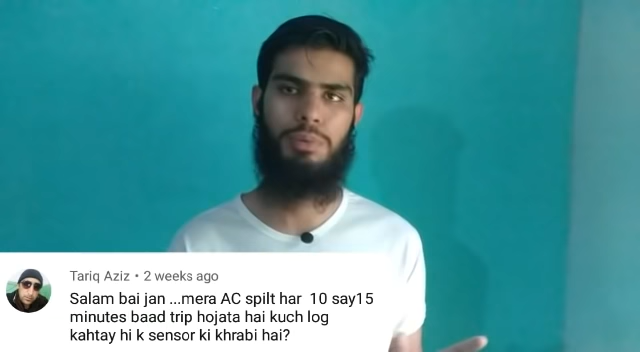 Tariq Aziz • 2 weeks ago
Salam bai jan ...mera AC spilt har 10 say15
minutes baad trip hojata hai kuch log
kahtay hi k sensor ki khrabi hai?